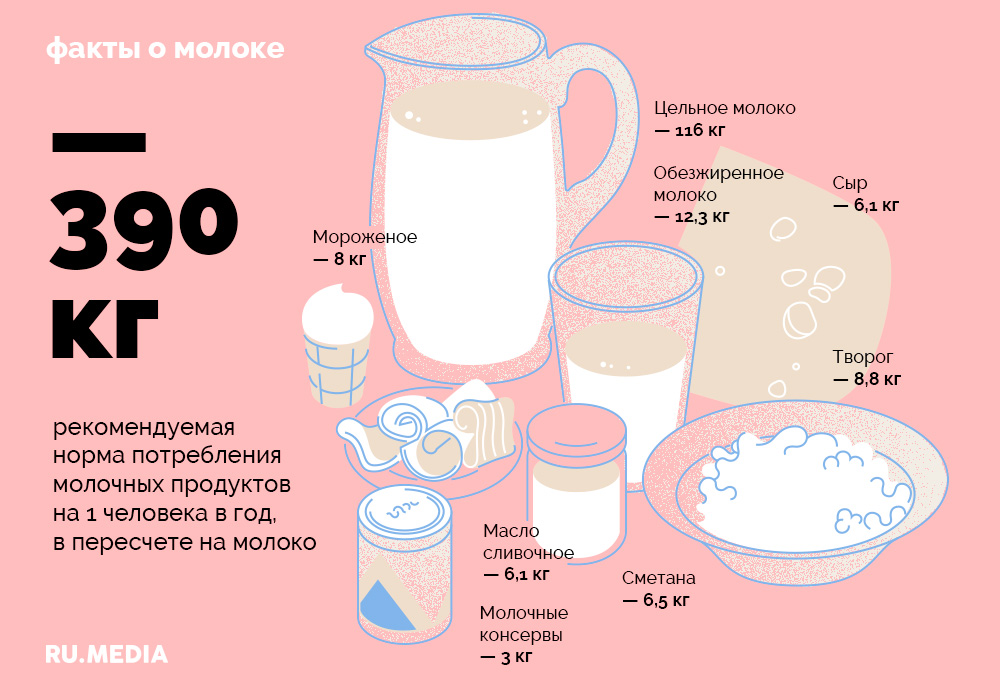 факты о молоке
390
кг
рекомендуемая
норма потребления
молочных продуктов
на 1 человека в год,
в пересчете на молоко
Цельное молоко
— 116 кг
Обезжиренное
молоко
— 12,3 кг
Сыр
— 6,1 кг
Мороженое
— 8 кг
Творог
— 8,8 кг
Масло
сливочное
— 6,1 кг
Сметана
— 6,5 кг
Молочные
консервы
— 3 кг
RU.MEDIA